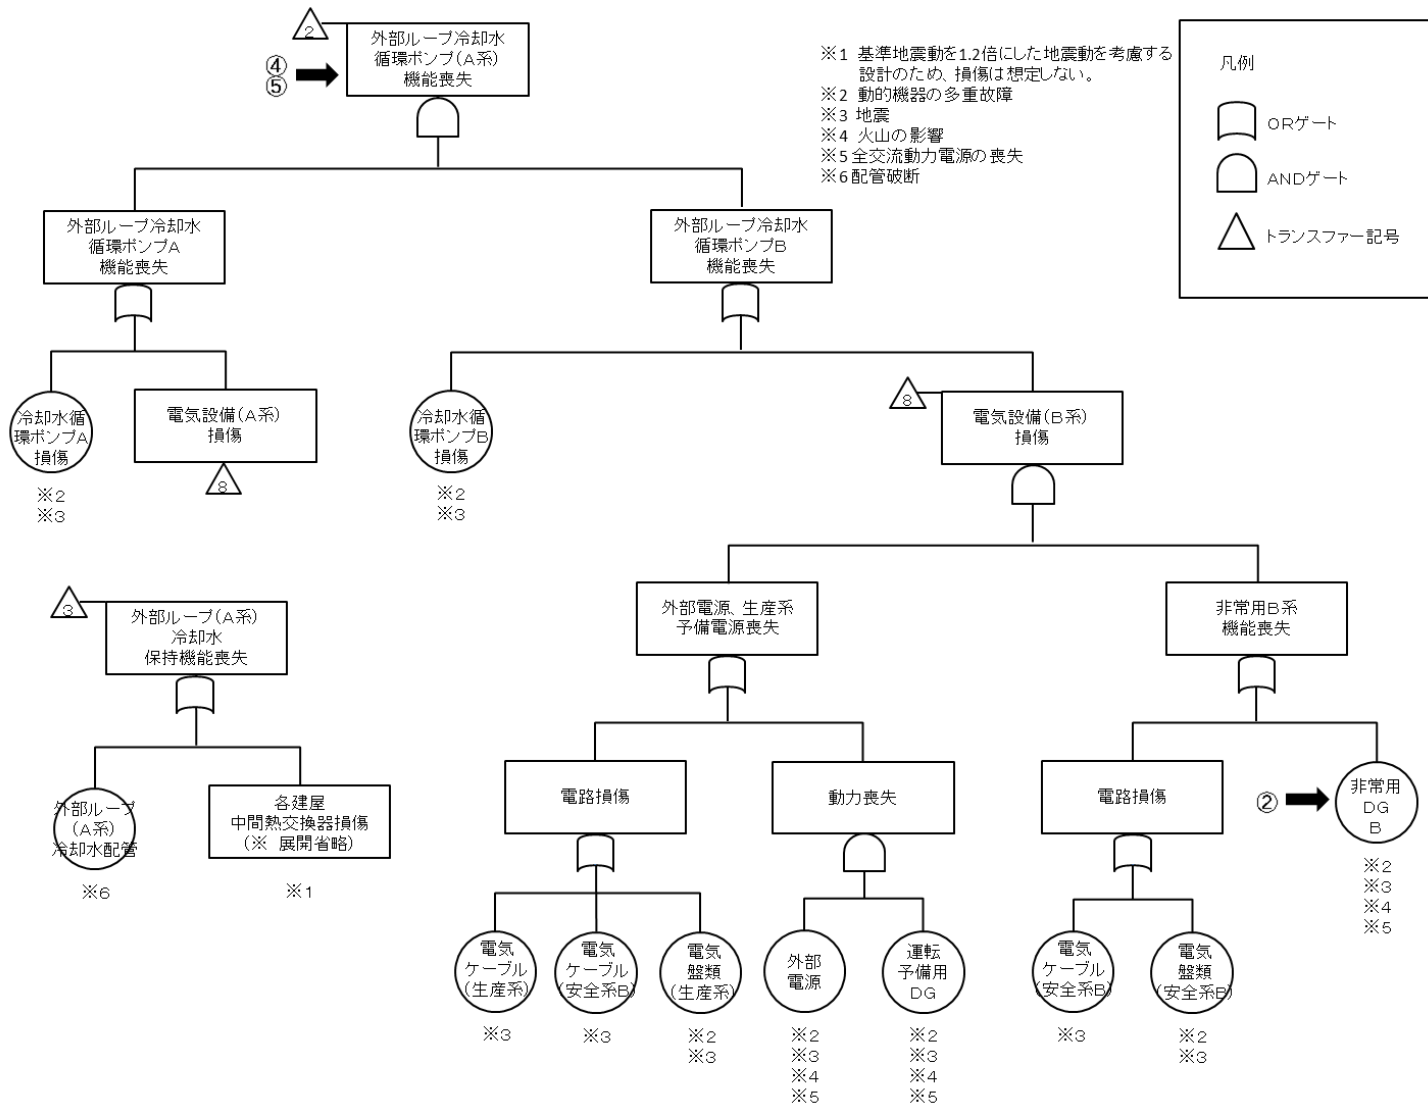 2
外部ループ冷却水
循環ポンプ(A系)
機能喪失
④
⑤
※1 基準地震動を1.2倍にした地震動を考慮する
設計のため、損傷は想定しない。
※2 動的機器の多重故障
※3 地震
※4 火山の影響
※5 全交流動力電源の喪失
※6 配管破断
凡例
ORゲート
ANDゲート
トランスファー記号
外部ループ冷却水
循環ポンプA
機能喪失
外部ループ冷却水
循環ポンプB
機能喪失
冷却水循
環ポンプA
損傷
※2
※3
電気設備(A系)
損傷
8
冷却水循
環ポンプB
損傷
※2
※3
8
電気設備(B系)
損傷
3
外部ループ(A系)
冷却水
保持機能喪失
外部電源、生産系
予備電源喪失
非常用B系
機能喪失
外部ループ
(A系)
冷却水配管
※6
各建屋
中間熱交換器損傷
(※ 展開省略)
※1
電路損傷
動力喪失
電路損傷
②
非常用
DG
B
※2
※3
※4
※5
電気
ケーブル
(生産系)
※3
電気
ケーブル
(安全系B)
※3
電気
盤類
(生産系)
※2
※3
外部
電源
※2
※3
※4
※5
運転
予備用
DG
※2
※3
※4
※5
電気
ケーブル
(安全系B)
※3
電気
盤類
(安全系B)
※2
※3